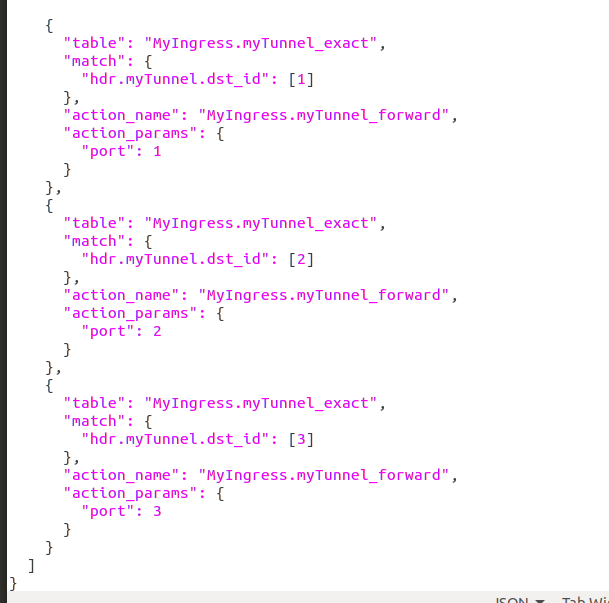 {
      "table": "MyIngress.myTunnel_exact",
      "match": {
        "hdr.myTunnel.dst_id": [1]
      },
      "action_name": "MyIngress.myTunnel_forward",
      "action_params": {
        "port": 1
      }
    },
    {
      "table": "MyIngress.myTunnel_exact",
      "match": {
        "hdr.myTunnel.dst_id": [2]
      },
      "action_name": "MyIngress.myTunnel_forward",
      "action_params": {
        "port": 2
      }
    },
    {
      "table": "MyIngress.myTunnel_exact",
      "match": {
        "hdr.myTunnel.dst_id": [3]
      },
      "action_name": "MyIngress.myTunnel_forward",
      "action_params": {
        "port": 3
      }
    }
  ]
}
JSON Tab